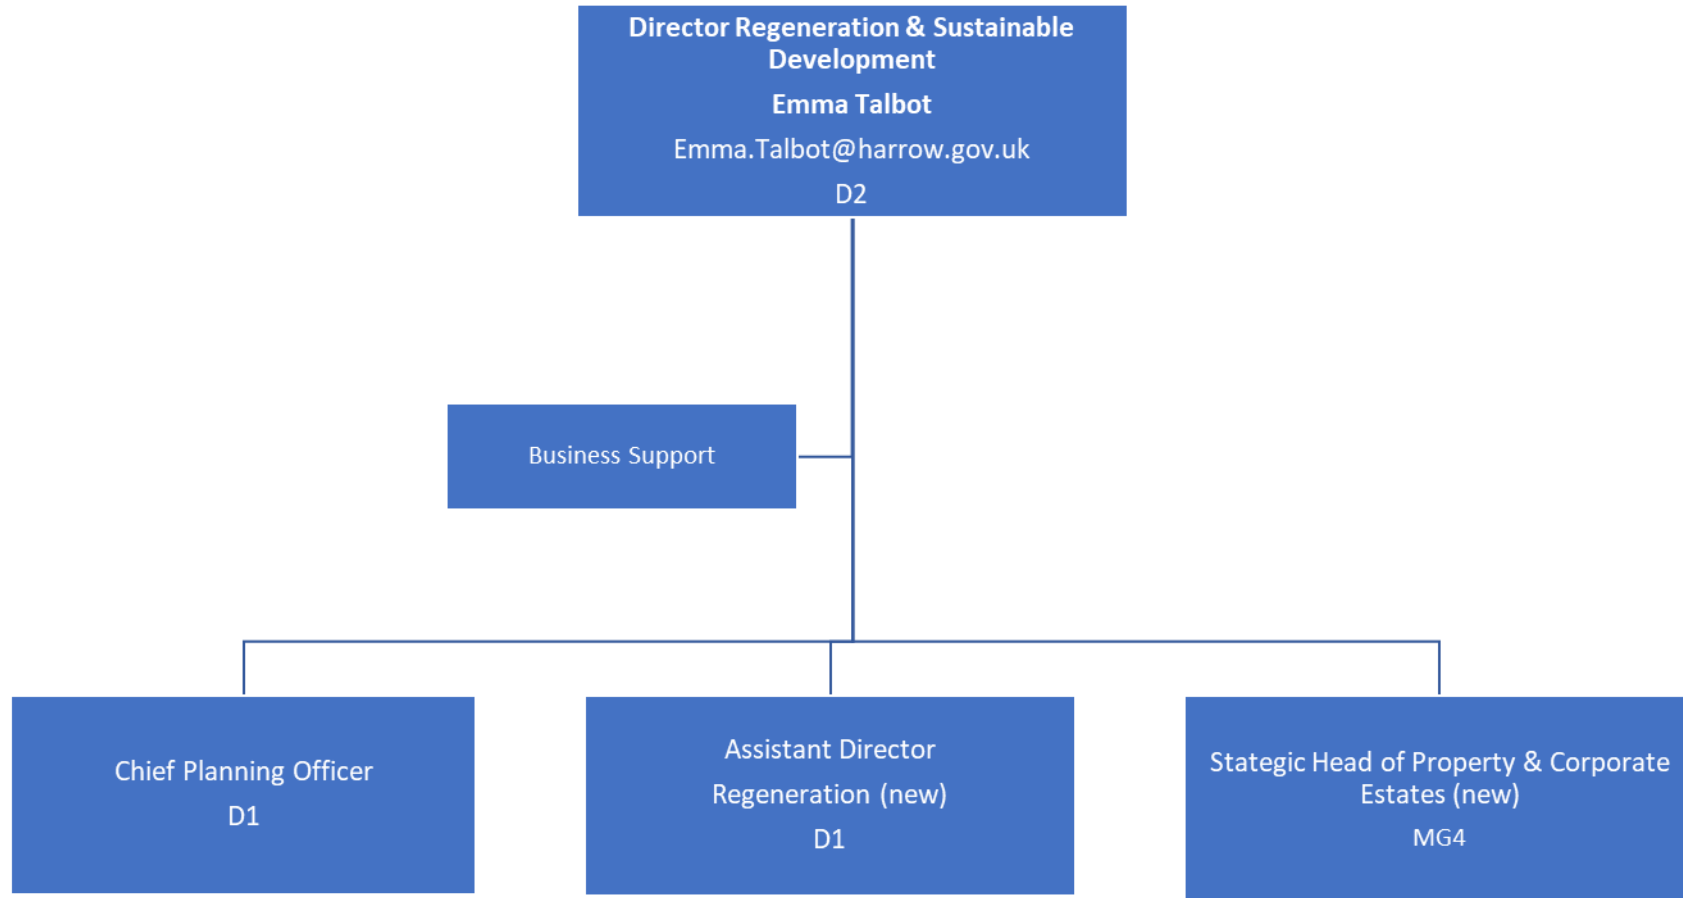 Director Regeneration & Sustainable
Development
Emma Talbot
Emma.Talbot@harrow.gov.uk
D2
Business Support
Chief Planning Officer
D1
Assistant Director
Regeneration (new)
D1
Stategic Head of Property & Corporate
Estates (new)
MG4